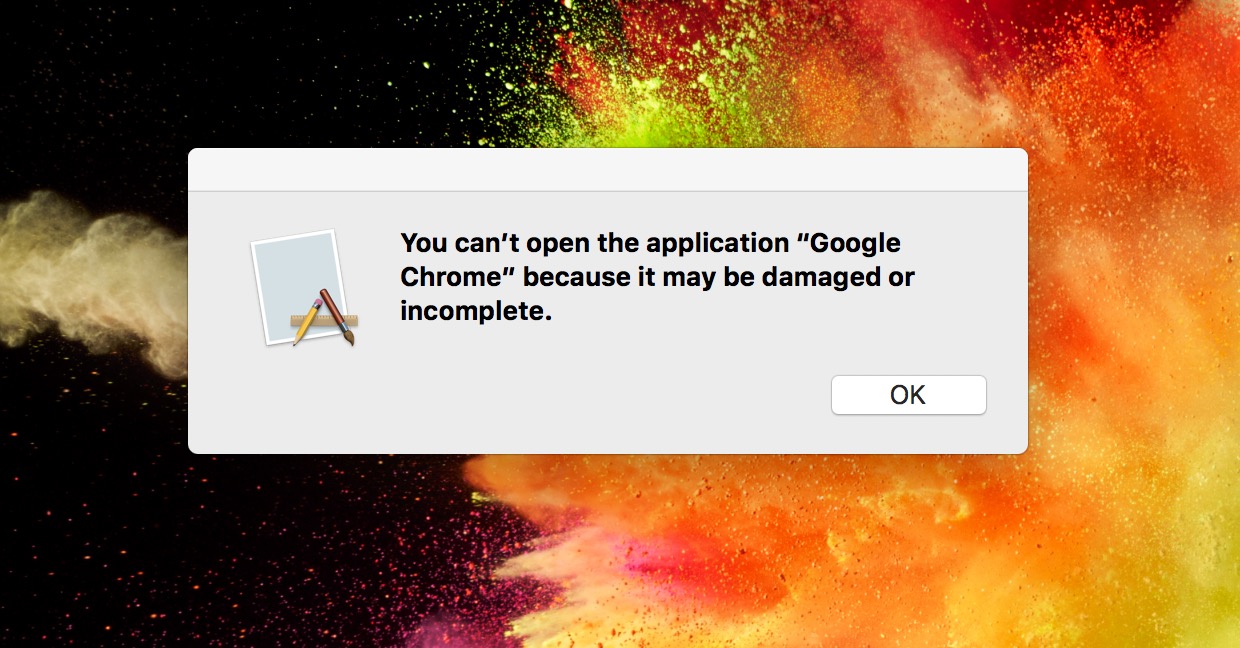 You can’t open the application “Google
Chrome” because it may be damaged or
incomplete.
OK